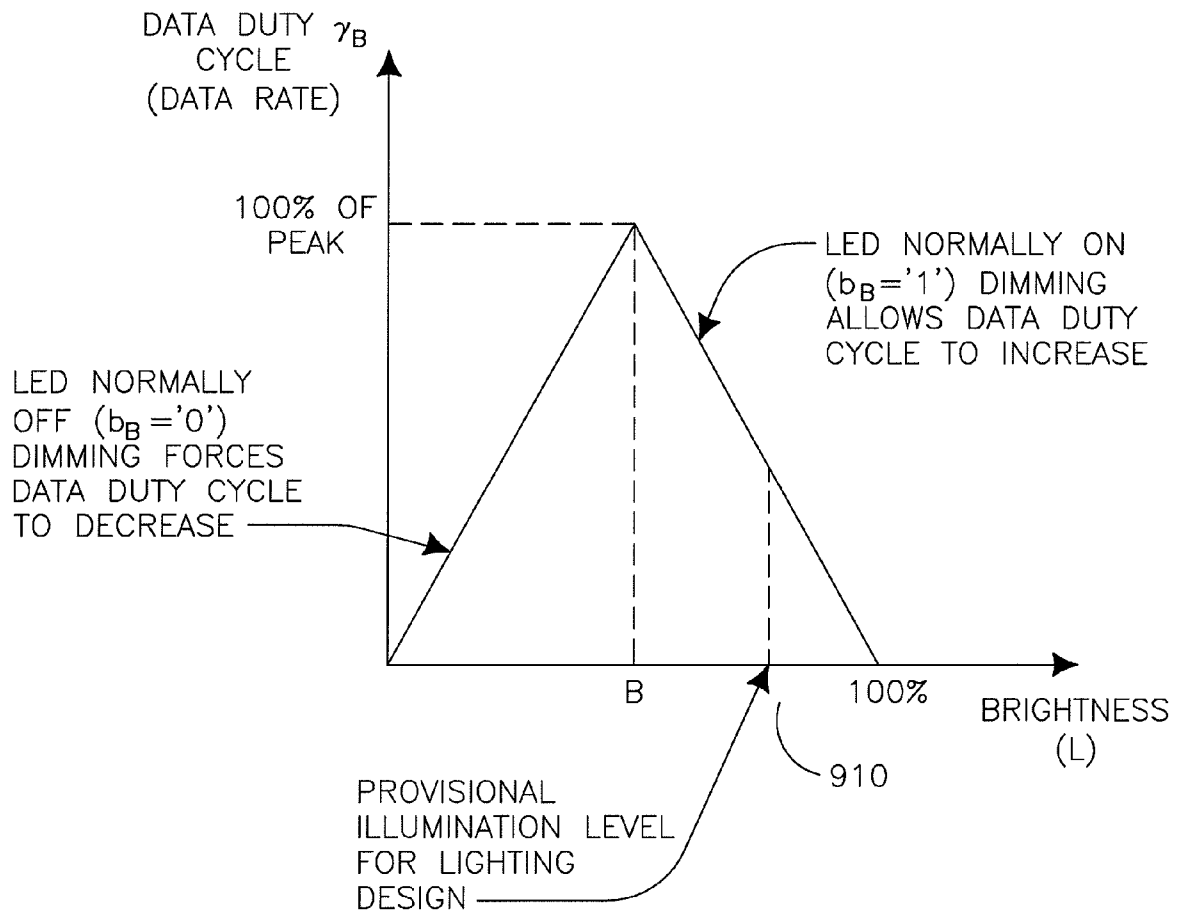 DATA DUTY γB
CYCLE
(DATA RATE)
100% OF
PEAK
LED NORMALLY ON
(bB='1') DIMMING
ALLOWS DATA DUTY
CYCLE TO INCREASE
LED NORMALLY
OFF (bB='0')
DIMMING FORCES
DATA DUTY CYCLE
TO DECREASE
B
100%
BRIGHTNESS
(L)
910
PROVISIONAL
ILLUMINATION LEVEL
FOR LIGHTING
DESIGN